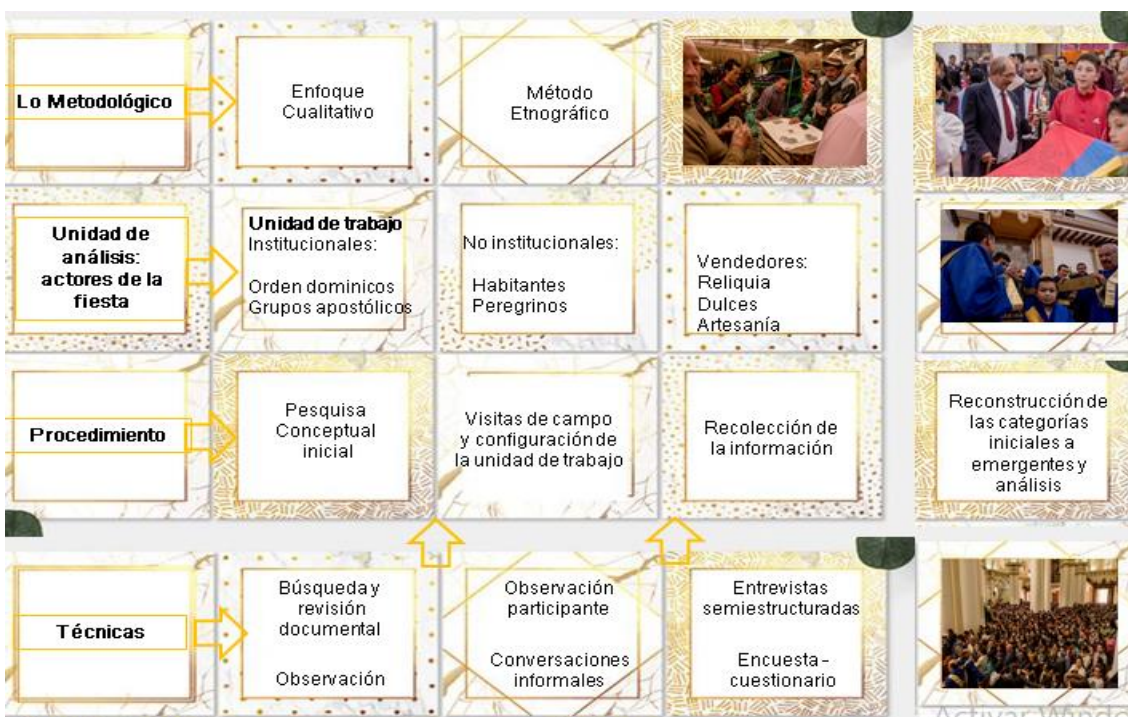 Lo Metodológico
Enfoque
Cualitativo
Método
Etnográfico
Unidad de
análisis:
actores de la
fiesta
Unidad de trabajo
Institucionales:
Orden dominicos
Grupos apostólicos
No institucionales:
Habitantes
Peregrinos
Vendedores:
Reliquia
Dulces
Artesanía
Procedimiento
Pesquisa
Conceptual
inicial
Visitas de campo
y configuración de
la unidad de trabajo
Recolección de
la información
Reconstrucción de
las categorías
iniciales a
emergentes y
análisis
Técnicas
Búsqueda y
revisión
documental
Observación
Observación
participante
Conversaciones
informales
Entrevistas
semiestructuradas
Encuesta -
cuestionario